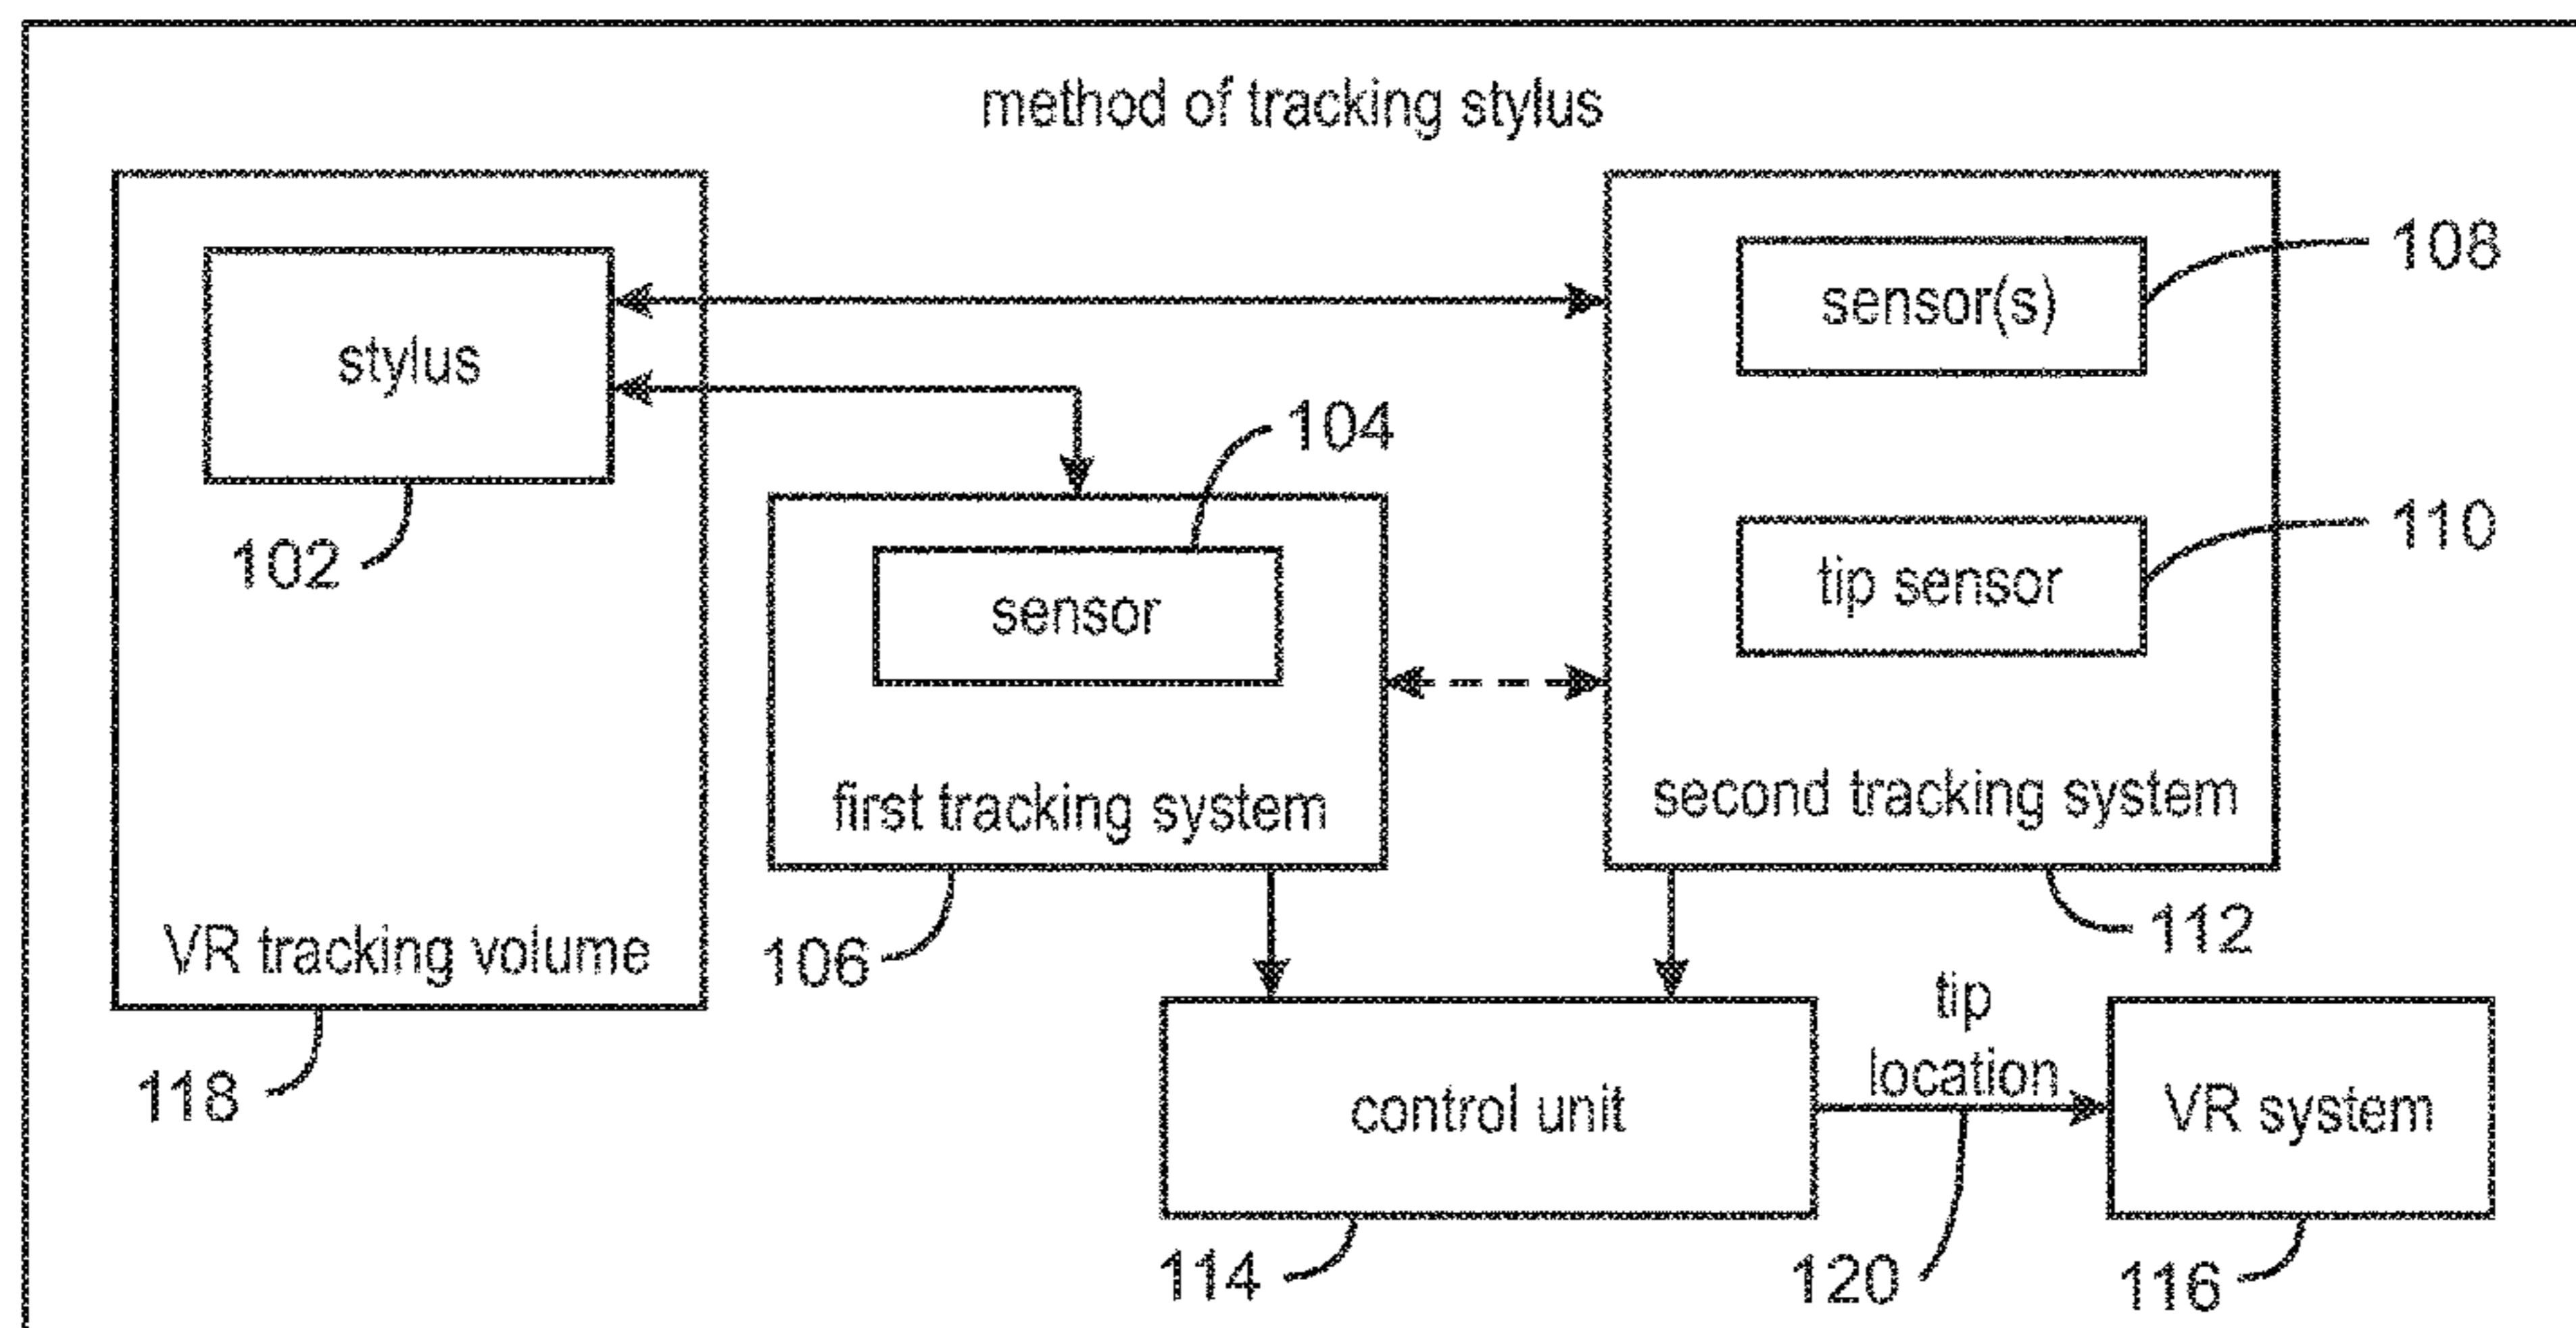 method of tracking stylus
stylus
102
VR tracking volume
118
104
sensor
first tracking system
106
sensor(s)
108
tip sensor
110
second tracking system
112
control unit
114
tip
location
120
VR system
116